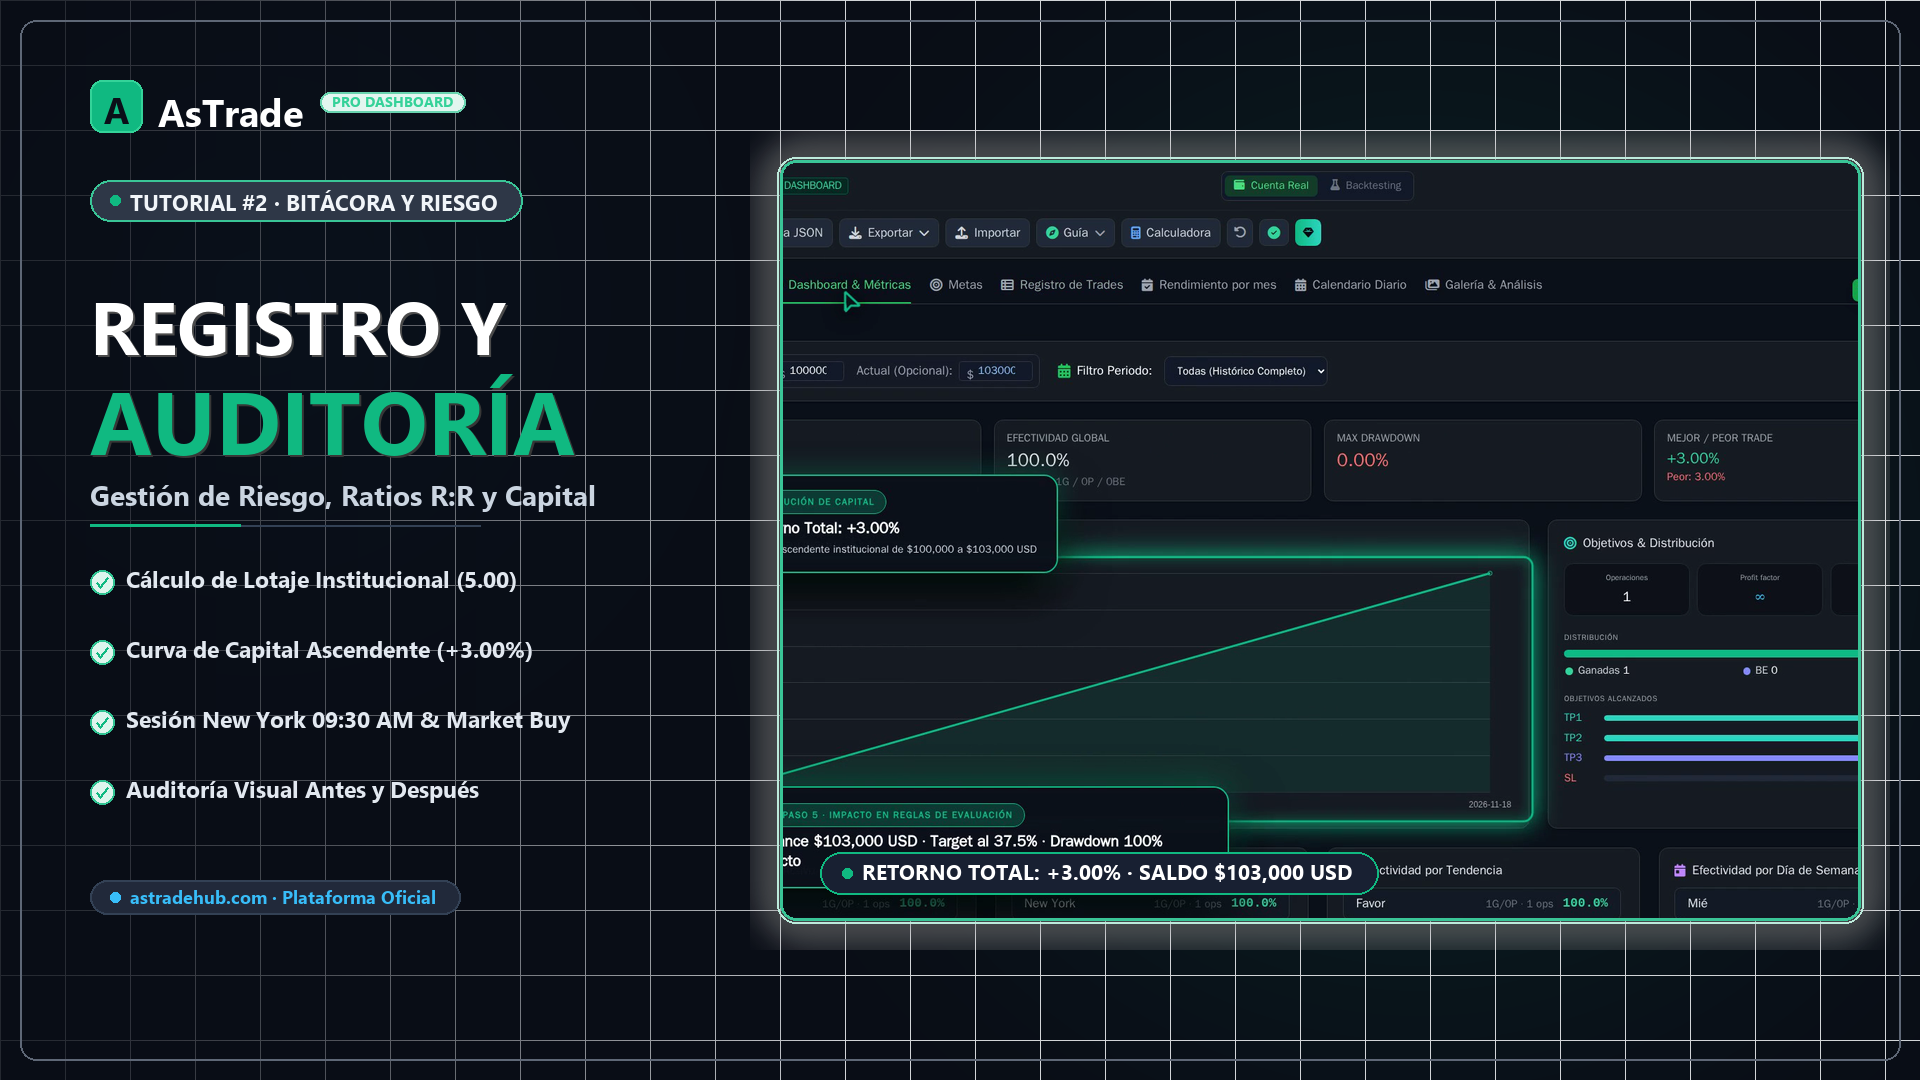 A AsTrade PRO DASHBOARD
TUTORIAL #2 · BITÁCORA Y RIESGO
REGISTRO Y
AUDITORÍA
Gestión de Riesgo, Ratios R:R y Capital
Cálculo de Lotaje Institucional (5.00)
Curva de Capital Ascendente (+3.00%)
Sesión New York 09:30 AM & Market Buy
Auditoría Visual Antes y Después
astradehub.com · Plataforma Oficial
DASHBOARD
Cuenta Real Backtesting
a JSON Exportar Importar Guía Calculadora
Dashboard & Métricas Metas Registro de Trades Rendimiento por mes Calendario Diario Galería & Análisis
$ 10000 Actual (Opcional): $ 10300 Filtro Periodo: Todas (Histórico Completo)
EFECTIVIDAD GLOBAL
100.0%
1G / 0P / 0BE
MAX DRAWDOWN
0.00%
MEJOR / PEOR TRADE
+3.00%
Peor: 3.00%
UCIÓN DE CAPITAL
no Total: +3.00%
scendente institucional de $100,000 a $103,000 USD
2026-11-18
Objetivos & Distribución
Operaciones
1
Profit factor
∞
DISTRIBUCIÓN
Ganadas 1 BE 0
OBJETIVOS ALCANZADOS
TP1
TP2
TP3
SL
PASO 5 · IMPACTO EN REGLAS DE EVALUACIÓN
nce $103,000 USD · Target al 37.5% · Drawdown 100%
cto
RETORNO TOTAL: +3.00% · SALDO $103,000 USD
1G/0P · 1 ops 100.0%
New York 1G/0P · 1 ops 100.0%
ctividad por Tendencia
Favor 1G/0P · 1 ops 100.0%
Efectividad por Día de Semana
Mié 1G/0P ·